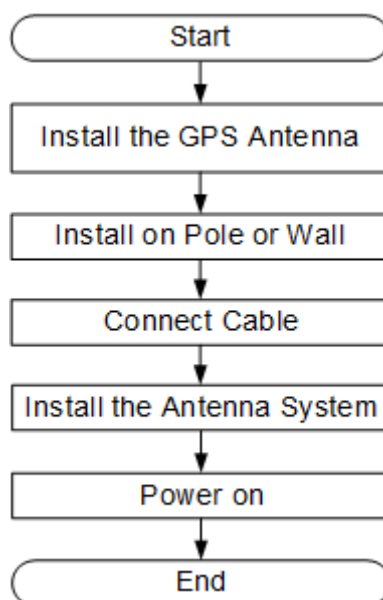 Start
Install the GPS Antenna
Install on Pole or Wall
Connect Cable
Install the Antenna System
Power on
End